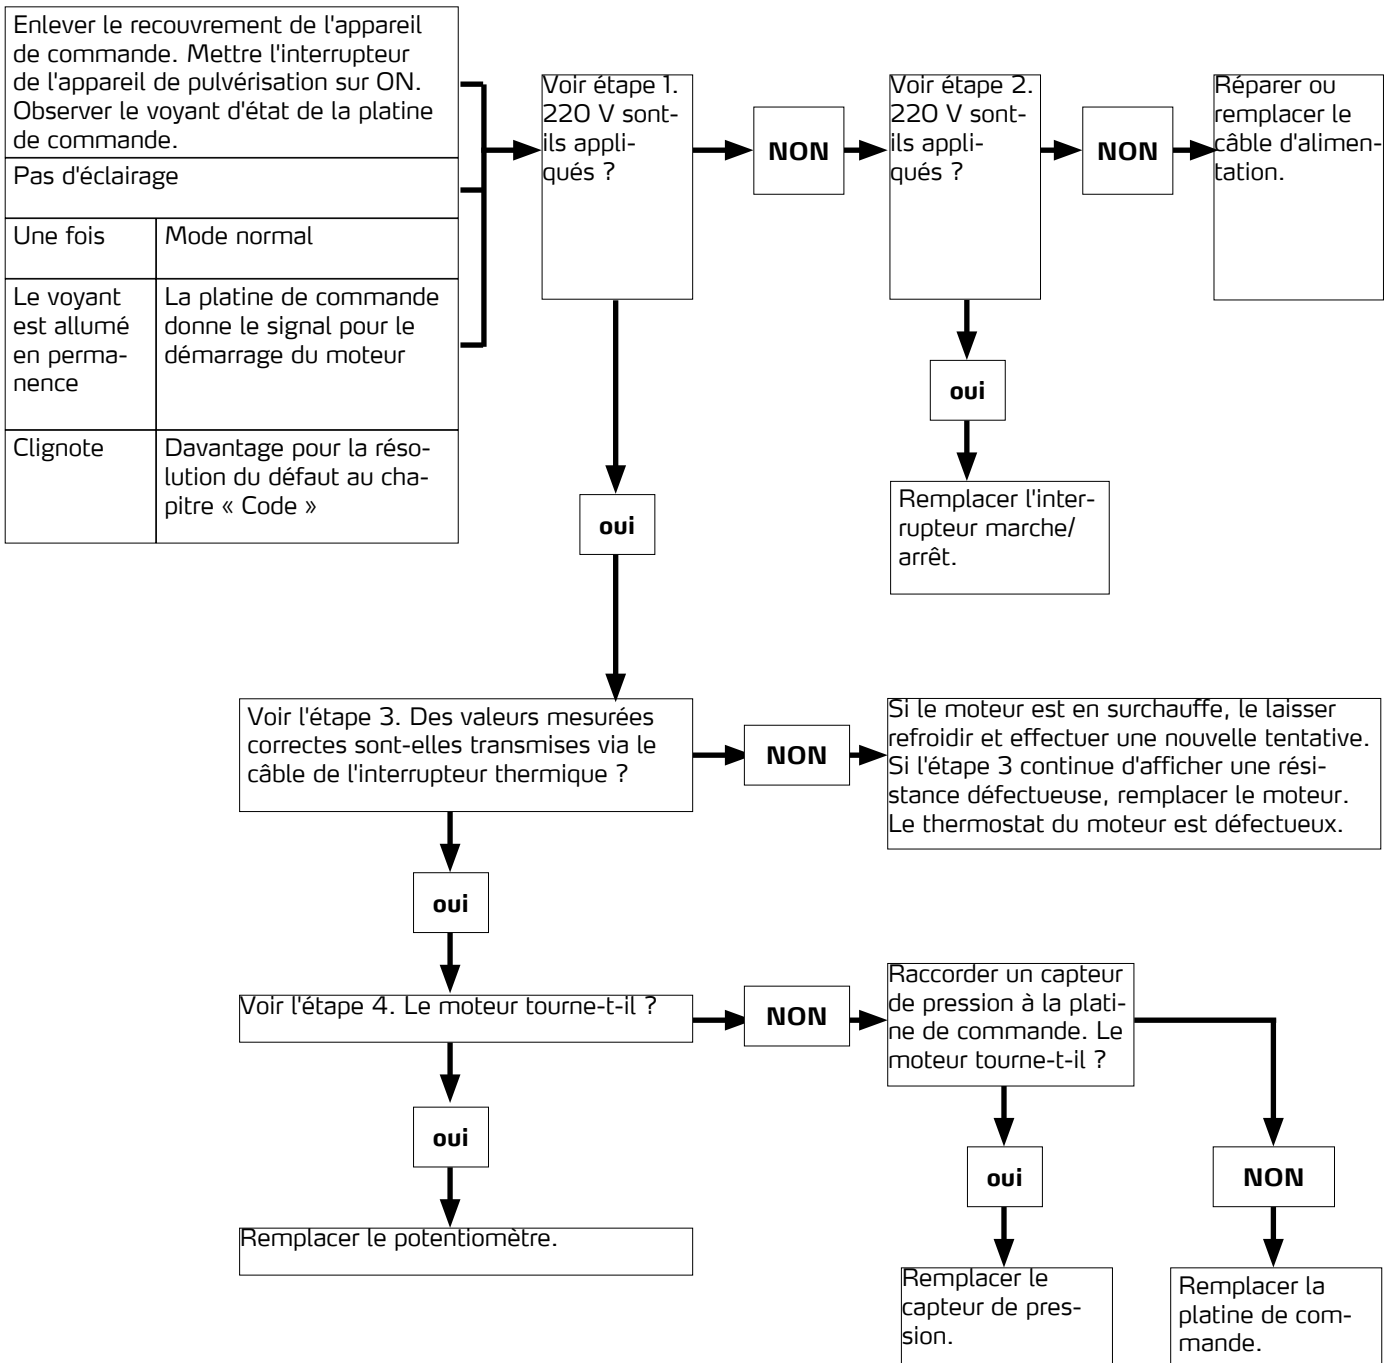 Enlever le recouvrement de l'appareil
de commande. Mettre l'interrupteur
de l'appareil de pulvérisation sur ON.
Observer le voyant d'état de la platine
de commande.
Pas d'éclairage
Une fois
Mode normal
Le voyant
est allumé
en perma-
nence
La platine de commande
donne le signal pour le
démarrage du moteur
Clignote
Davantage pour la réso-
lution du défaut au cha-
pitre « Code »
Voir étape 1.
220 V sont-
ils appli-
qués ?
NON
Voir étape 2.
220 V sont-
ils appli-
qués ?
NON
Réparer ou
remplacer le
câble d'alimen-
tation.
oui
Remplacer l'inter-
rupteur marche/
arrêt.
oui
Voir l'étape 3. Des valeurs mesurées
correctes sont-elles transmises via le
câble de l'interrupteur thermique ?
NON
Si le moteur est en surchauffe, le laisser
refroidir et effectuer une nouvelle tentative.
Si l'étape 3 continue d'afficher une rési-
stance défectueuse, remplacer le moteur.
Le thermostat du moteur est défectueux.
oui
Voir l'étape 4. Le moteur tourne-t-il ?
NON
Raccorder un capteur
de pression à la plati-
ne de commande. Le
moteur tourne-t-il ?
oui
oui
NON
Remplacer le potentiomètre.
Remplacer le
capteur de pres-
sion.
Remplacer la
platine de com-
mande.